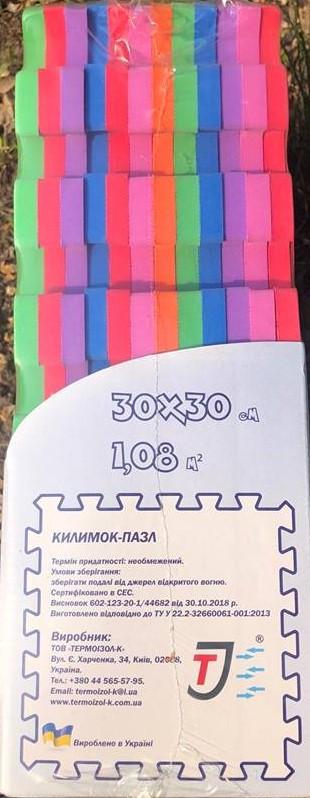 30x30 см
1,08 м²
КИЛИМОК-ПАЗЛ
Термін придатності: необмежений.
Умови зберігання:
зберігати подалі від джерел відкритого вогню.
Сертифіковано в СЕС.
Висновок 602-123-20-1/44682 від 30.10.2018 р.
Виготовлено відповідно до ТУ У 22.2-32660061-001:2013
Виробник:
ТОВ -ТЕРМОІЗОЛ-К-
Вул. Є. Харченка, 34, Київ,
Україна.
Тел.: +380 44 565-57-95.
Email: termoizol-k@i.ua
www.termoizol-k.com.ua
TJ ®
Вироблено в Україні